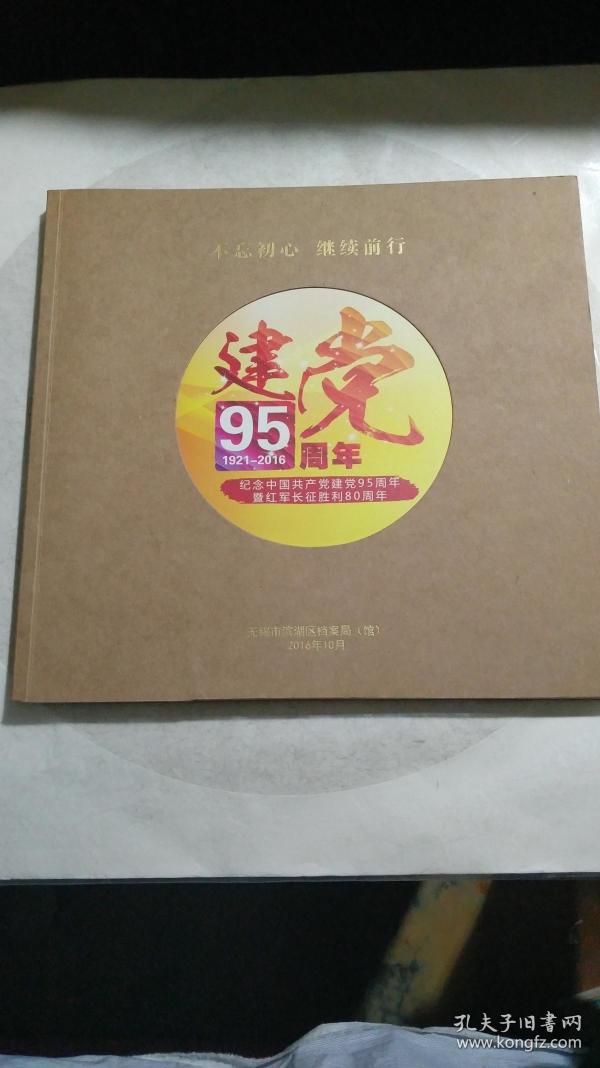 不忘初心 继续前行
建党
95周年
1921-2016
纪念中国共产党建党95周年
暨红军长征胜利80周年
无锡市滨湖区档案局（馆）
2016年10月
孔夫子旧书网
www.kongfz.com